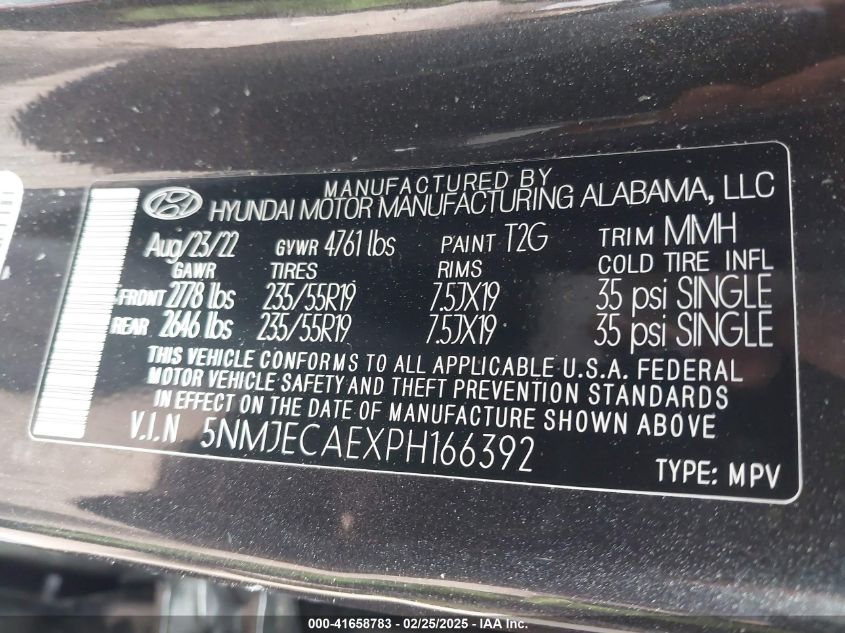 MANUFACTURED BY
HYUNDAI MOTOR MANUFACTURING ALABAMA, LLC
Aug/23/22 GVWR 4761 lbs PAINT T2G TRIM MMH
GAWR TIRES RIMS COLD TIRE INFL
FRONT 2778 lbs 235/55R19 7.5JX19 35 psi SINGLE
REAR 2646 lbs 235/55R19 7.5JX19 35 psi SINGLE
THIS VEHICLE CONFORMS TO ALL APPLICABLE U.S.A. FEDERAL
MOTOR VEHICLE SAFETY AND THEFT PREVENTION STANDARDS
IN EFFECT ON THE DATE OF MANUFACTURE SHOWN ABOVE
V.I.N 5NMJECAEXPH166392
TYPE: MPV
000-41658783 - 02/25/2025 - IAA Inc.